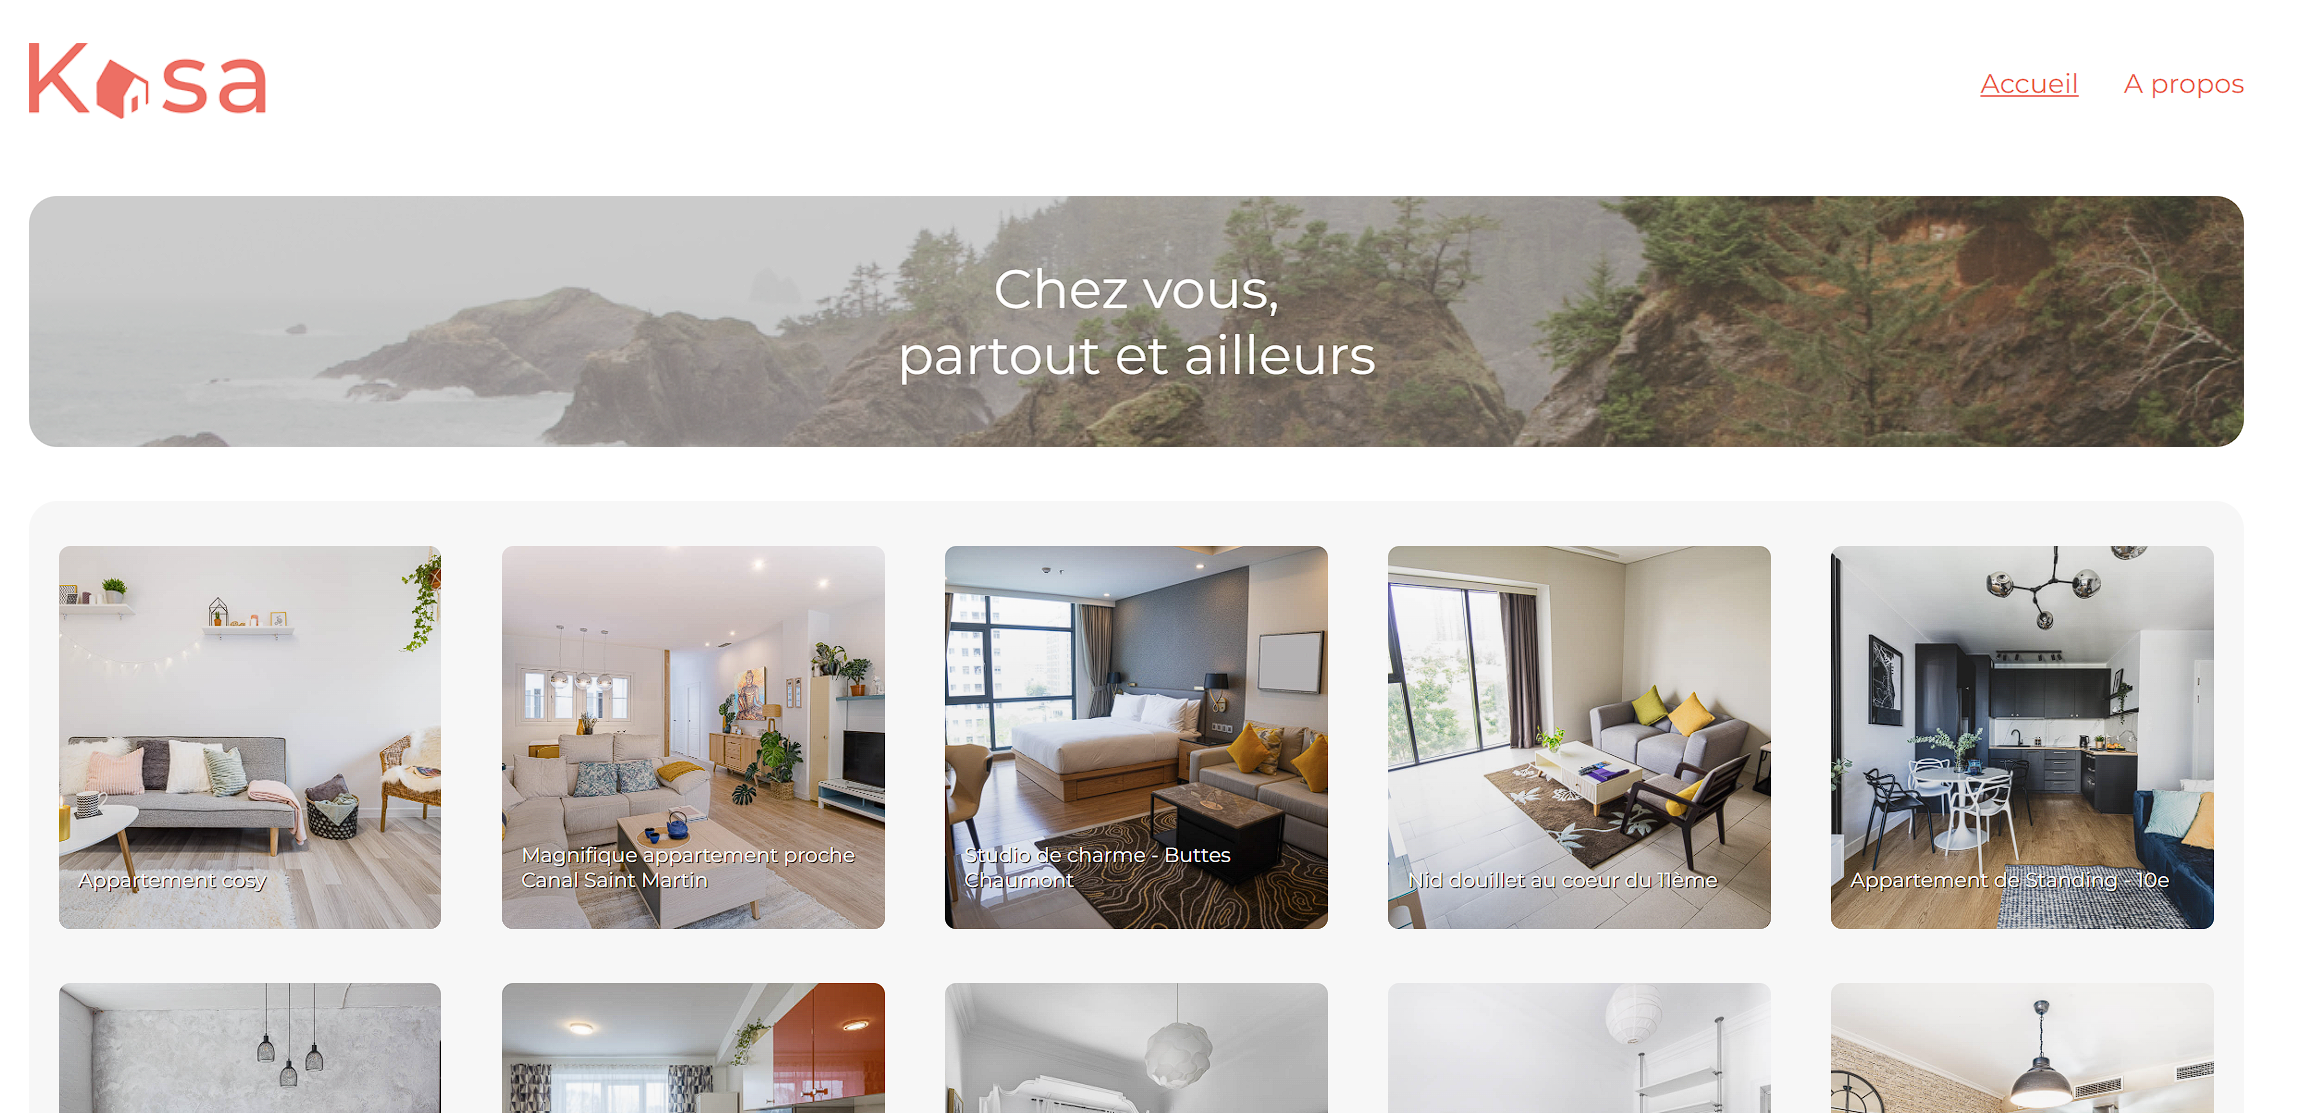 Kasa
Accueil
A propos
Chez vous,
partout et ailleurs
Appartement cosy
Magnifique appartement proche
Canal Saint Martin
Studio de charme - Buttes
Chaumont
Nid douillet au coeur du 11ème
Appartement de Standing - 10e